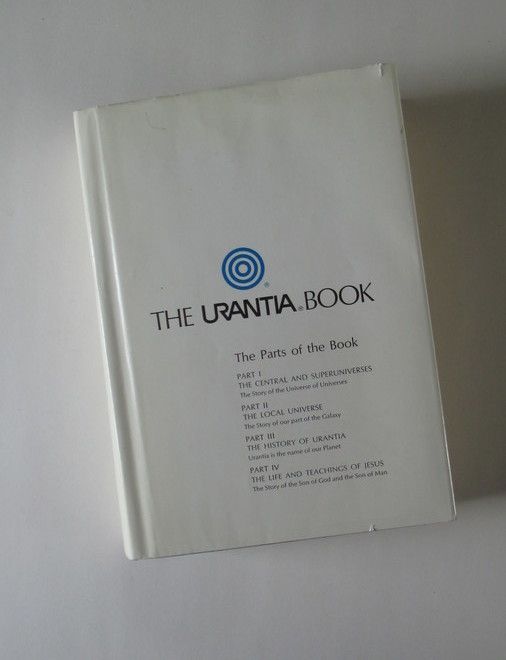 ®
THE URANTIA® BOOK
The Parts of the Book
PART I
THE CENTRAL AND SUPERUNIVERSES
The Story of the Universe of Universes
PART II
THE LOCAL UNIVERSE
The Story of our part of the Galaxy
PART III
THE HISTORY OF URANTIA
Urantia is the name of our Planet
PART IV
THE LIFE AND TEACHINGS OF JESUS
The Story of the Son of God and the Son of Man